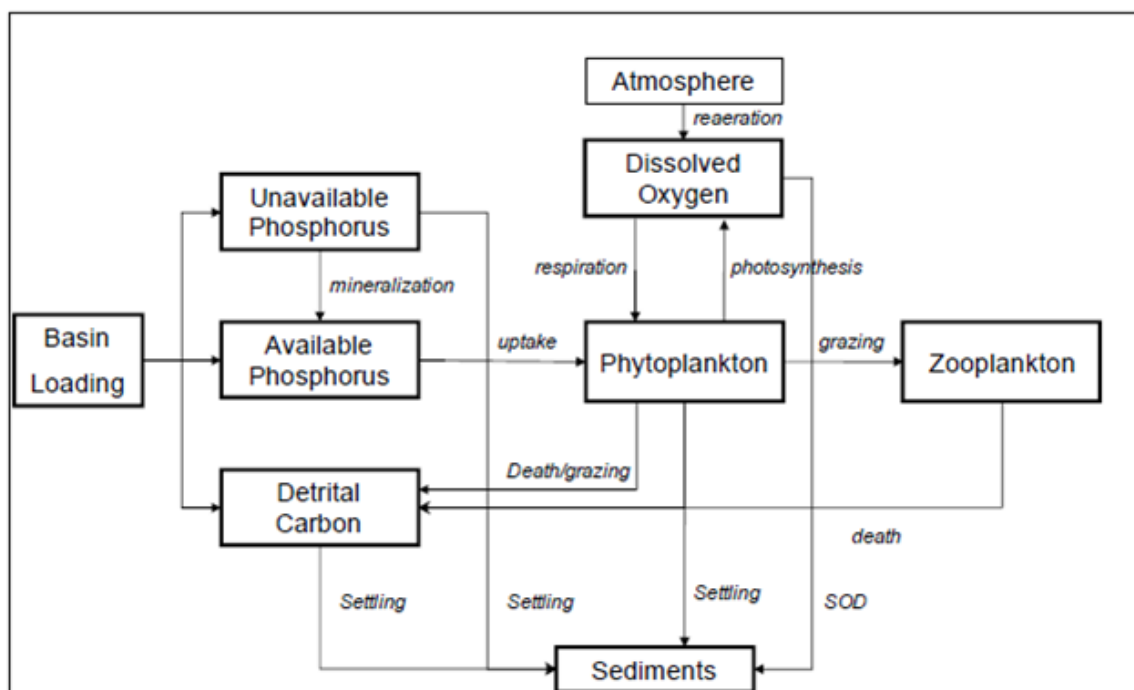 Atmosphere
reaeration
Dissolved
Oxygen
Unavailable
Phosphorus
respiration
photosynthesis
mineralization
Basin
Loading
Available
Phosphorus
uptake
Phytoplankton
grazing
Zooplankton
Death/grazing
Detrital
Carbon
death
Settling
Settling
Settling
SOD
Sediments